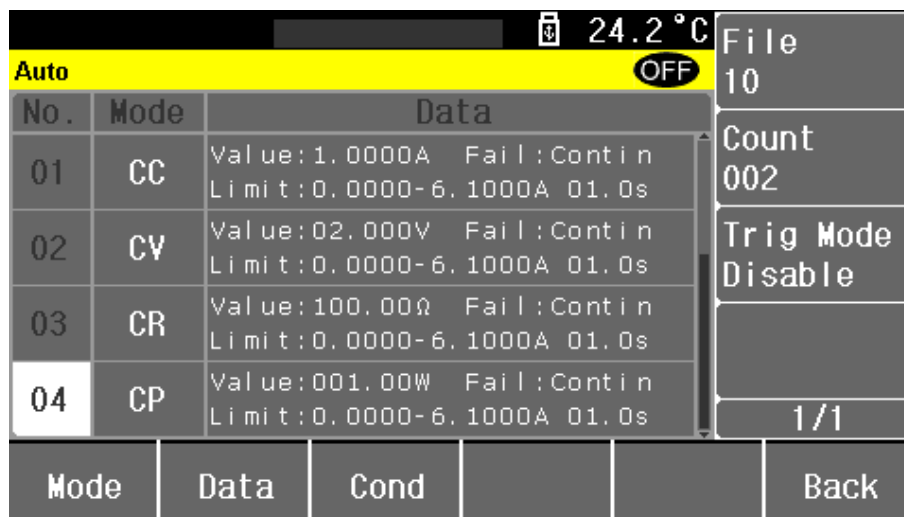 24.2°C
Auto OFF
No. Mode Data
01 CC Value:1.0000A Fail:Contin
Limit:0.0000-6.1000A 01.0s
02 CV Value:02.000V Fail:Contin
Limit:0.0000-6.1000A 01.0s
03 CR Value:100.00Ω Fail:Contin
Limit:0.0000-6.1000A 01.0s
04 CP Value:001.00W Fail:Contin
Limit:0.0000-6.1000A 01.0s
File
10
Count
002
Trig Mode
Disable
1/1
Mode Data Cond Back